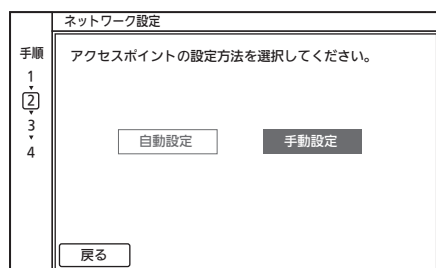 ネットワーク設定
手順
1
2
3
4
アクセスポイントの設定方法を選択してください。
自動設定
手動設定
戻る